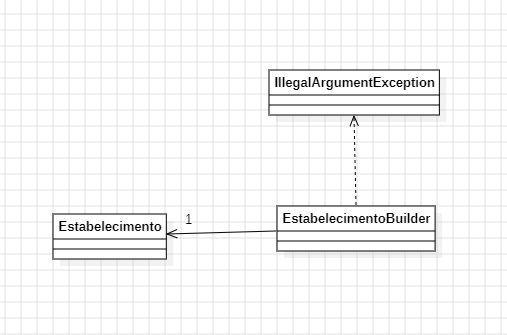 IllegalArgumentException
1
EstabelecimentoBuilder
Estabelecimento